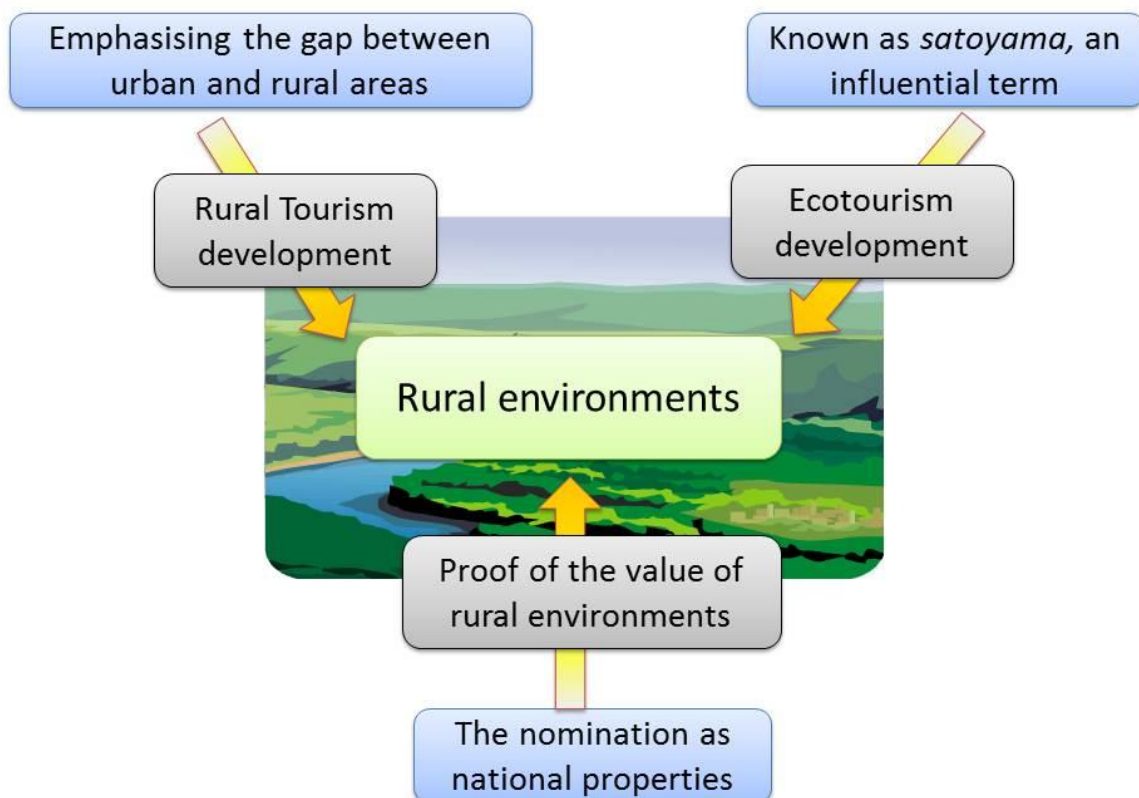 Emphasising the gap between
urban and rural areas
Known as satoyama, an
influential term
Rural Tourism
development
Ecotourism
development
Rural environments
Proof of the value of
rural environments
The nomination as
national properties